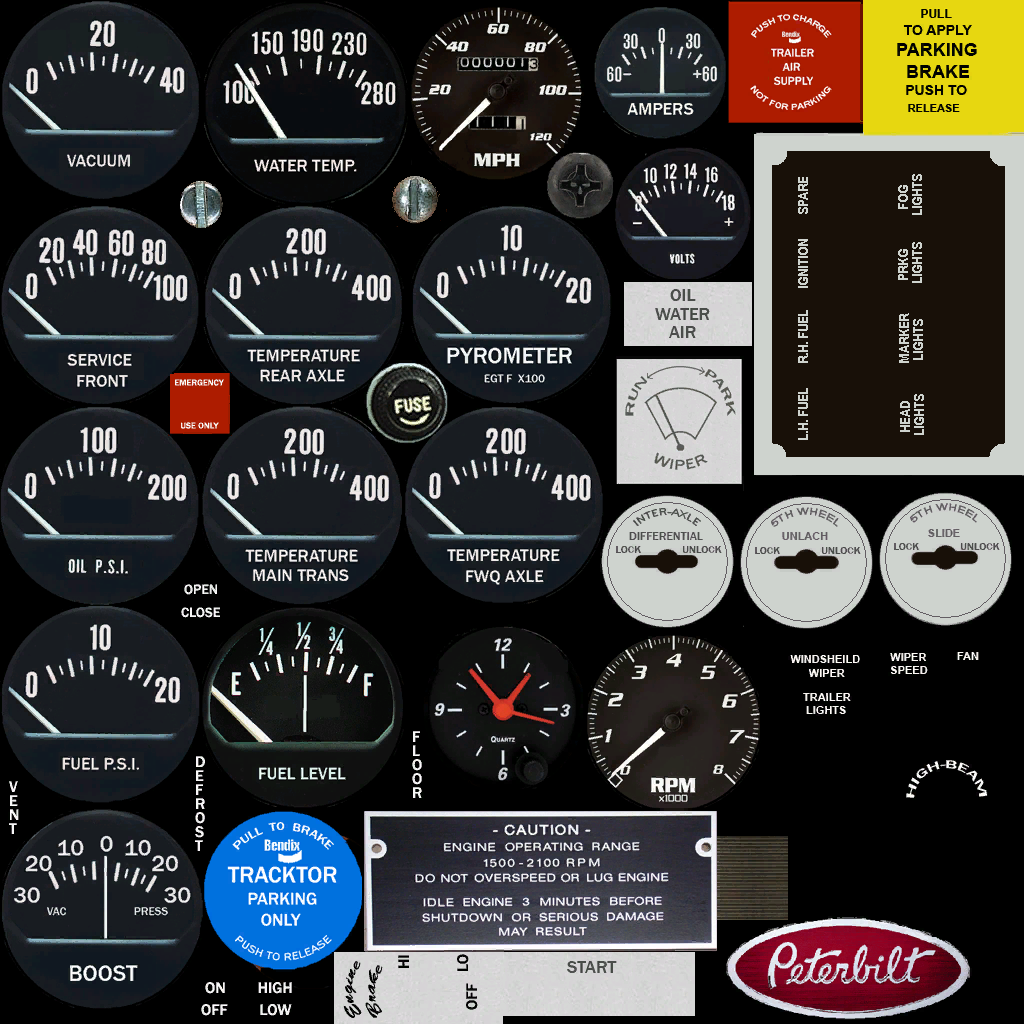 20
0 40
VACUUM
150 190 230
100 280
WATER TEMP.
60
40 80
0000001 3
20 100
120
MPH
30 0 30
60- +60
AMPERS
PUSH TO CHARGE
Bendix
TRAILER
AIR
SUPPLY
NOT FOR PARKING
PULL
TO APPLY
PARKING
BRAKE
PUSH TO
RELEASE
10 12 14 16
8 18
- +
VOLTS
SPARE
IGNITION
R.H. FUEL
L.H. FUEL
FOG
LIGHTS
PRKG
LIGHTS
MARKER
LIGHTS
HEAD
LIGHTS
20 40 60 80
0 100
SERVICE
FRONT
200
0 400
TEMPERATURE
REAR AXLE
10
0 20
PYROMETER
EGT F X100
OIL
WATER
AIR
RUN PARK
WIPER
EMERGENCY
USE ONLY
FUSE
100
0 200
OIL P.S.I.
200
0 400
TEMPERATURE
MAIN TRANS
200
0 400
TEMPERATURE
FWQ AXLE
INTER-AXLE
DIFFERENTIAL
LOCK UNLOCK
5TH WHEEL
UNLACH
LOCK UNLOCK
5TH WHEEL
SLIDE
LOCK UNLOCK
OPEN
CLOSE
10
0 20
FUEL P.S.I.
1/4 1/2 3/4
E F
FUEL LEVEL
12
9 3
QUARTZ
6
4
3 5
2 6
1 7
0 8
RPM
x1000
WINDSHEILD
WIPER
WIPER
SPEED
FAN
TRAILER
LIGHTS
HIGH-BEAM
VENT
DEFROST
FLOOR
10 0 10
20 20
30 30
VAC PRESS
BOOST
PULL TO BRAKE
Bendix
TRACKTOR
PARKING
ONLY
PUSH TO RELEASE
- CAUTION -
ENGINE OPERATING RANGE
1500-2100 RPM
DO NOT OVERSPEED OR LUG ENGINE
IDLE ENGINE 3 MINUTES BEFORE
SHUTDOWN OR SERIOUS DAMAGE
MAY RESULT
ON
OFF
HIGH
LOW
Engine
Brake
HI
LO
OFF
START
Peterbilt